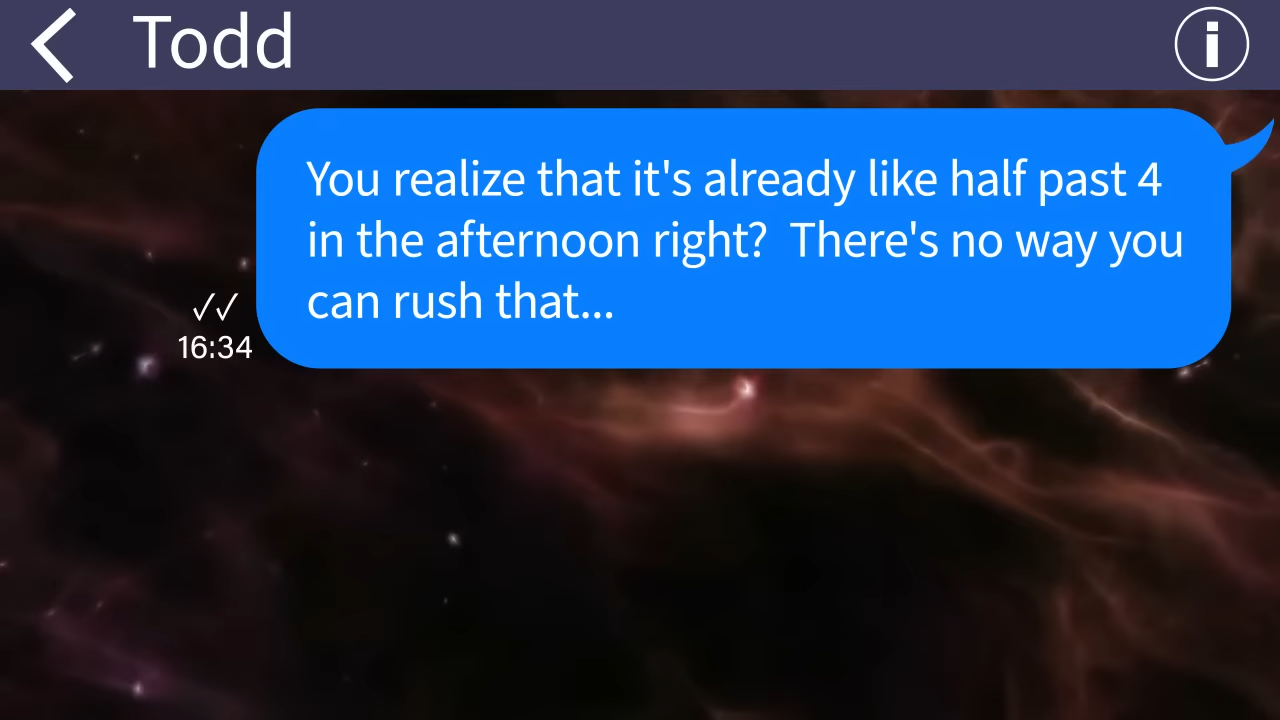 Todd
You realize that it's already like half past 4
in the afternoon right?  There's no way you
can rush that...
✓✓
16:34